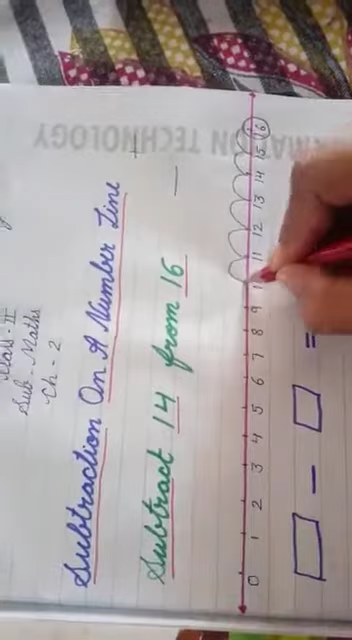 Class - II
Sub - Maths
Ch - 2
Subtraction On A Number Line
Subtract 14 from 16
0 1 2 3 4 5 6 7 8 9 11 12 13 14 15 16
□ - □ =
TECHNOLOGY